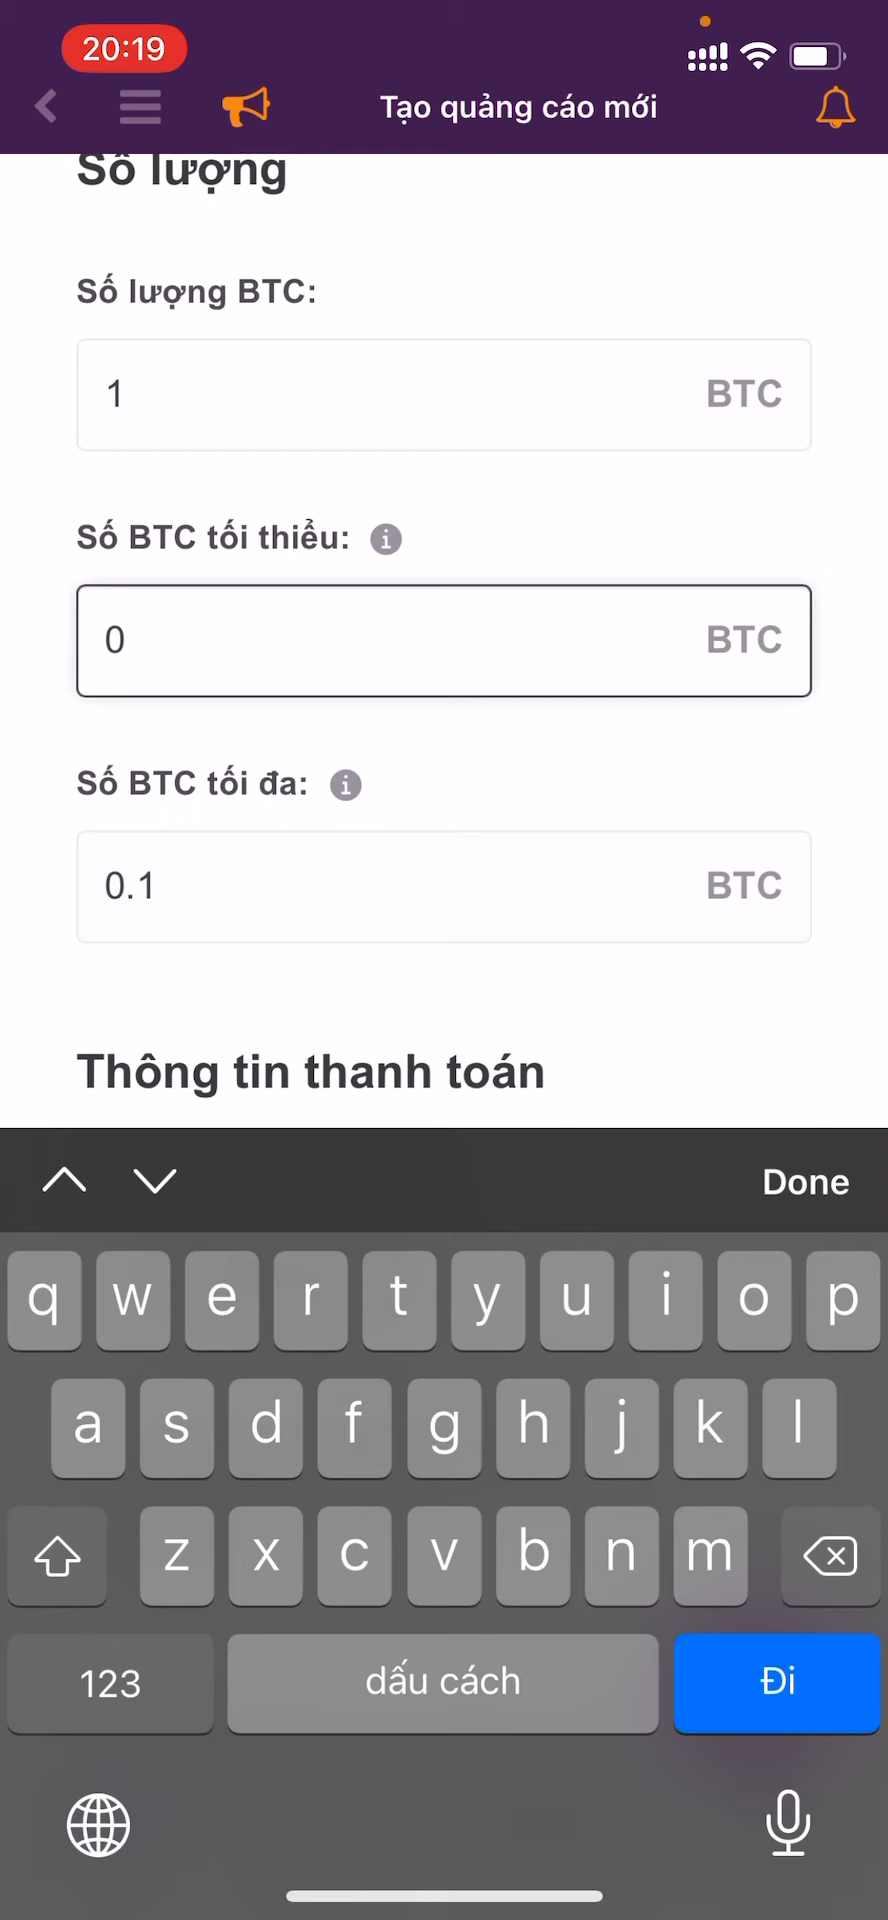 20:19
Tạo quảng cáo mới
Số lượng
Số lượng BTC:
1 BTC
Số BTC tối thiểu:
0 BTC
Số BTC tối đa:
0.1 BTC
Thông tin thanh toán
Done
q w e r t y u i o p
a s d f g h j k l
z x c v b n m
123 dấu cách Đi